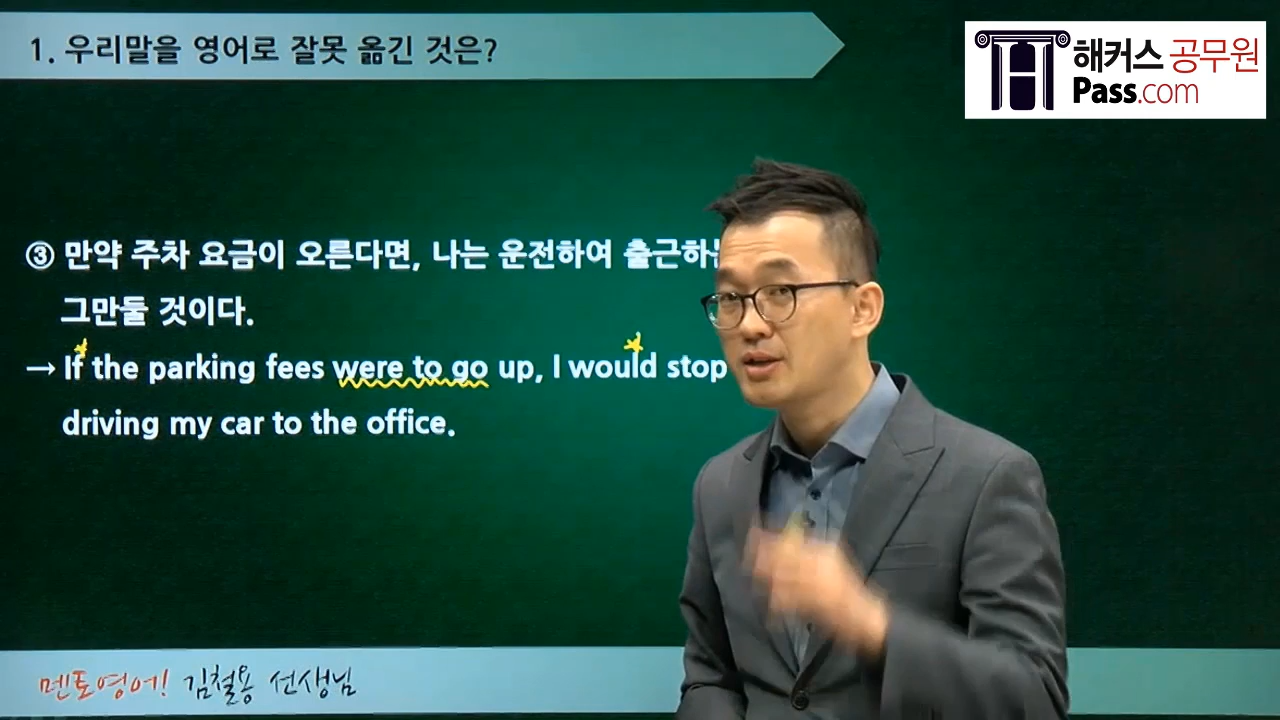 1. 우리말을 영어로 잘못 옮긴 것은?
해커스 공무원
Pass.com
③ 만약 주차 요금이 오른다면, 나는 운전하여
그만둘 것이다.
→ If the parking fees were to go up, I would stop
driving my car to the office.
멘토영어! 김철용 선생님